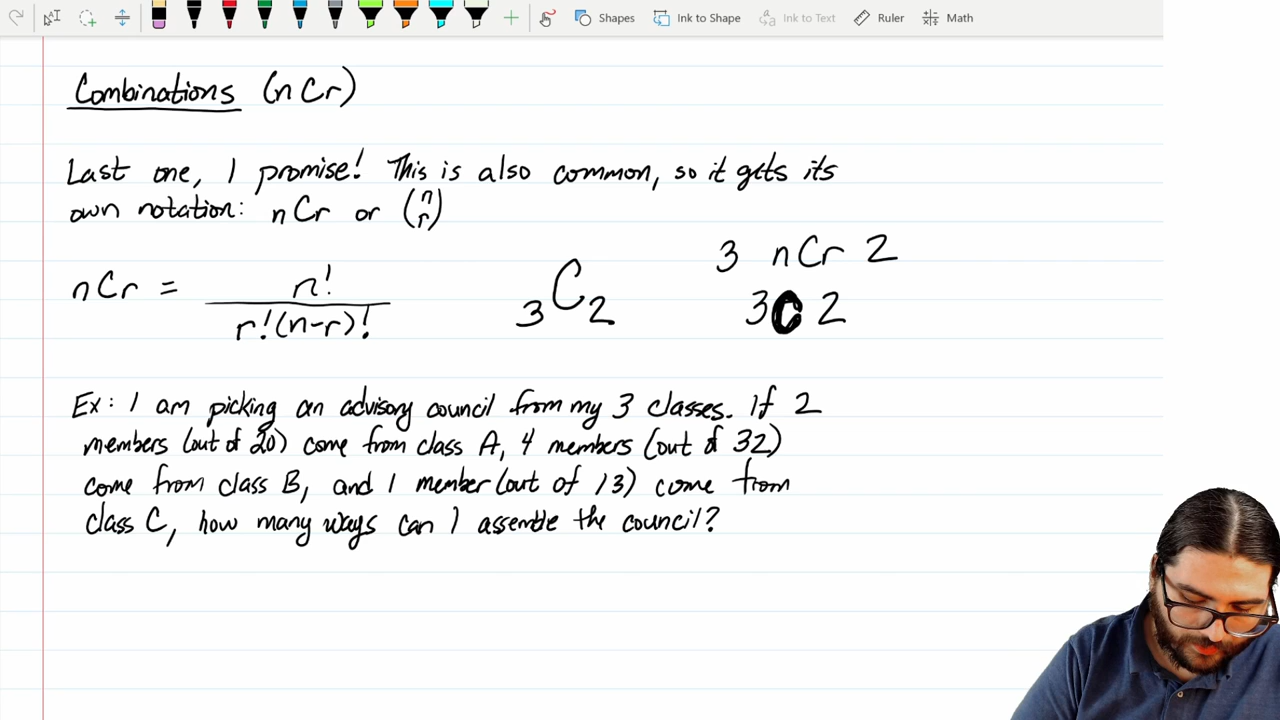 Shapes Ink to Shape Ink to Text Ruler Math
Combinations (nCr)
Last one, I promise! This is also common, so it gets its
own notation: nCr or (n r)
nCr = n! / r!(n-r)!
3C2
3 nCr 2
3C2
Ex: I am picking an advisory council from my 3 classes. If 2
members (out of 20) come from class A, 4 members (out of 32)
come from class B, and 1 member (out of 13) come from
class C, how many ways can I assemble the council?